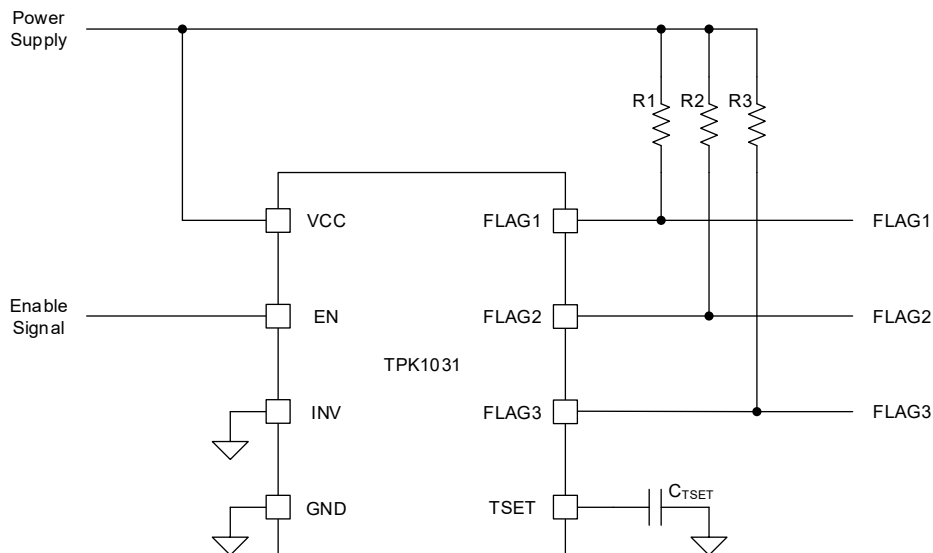 Power
Supply
R1 R2 R3
VCC FLAG1 FLAG1
Enable
Signal
EN FLAG2 FLAG2
TPK1031
INV FLAG3 FLAG3
GND TSET CTSET